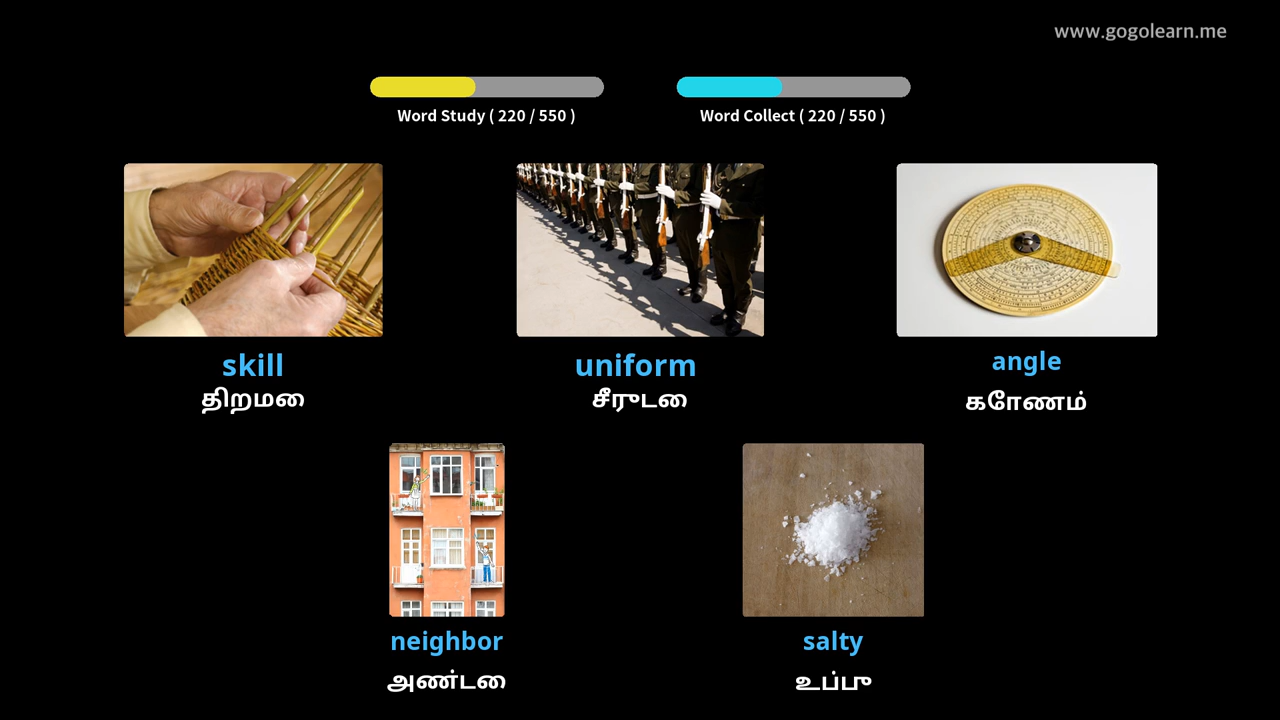 www.gogolearn.me
Word Study ( 220 / 550 )
Word Collect ( 220 / 550 )
skill
திறமை
uniform
சீருடை
angle
கோணம்
neighbor
அண்டை
salty
உப்பு